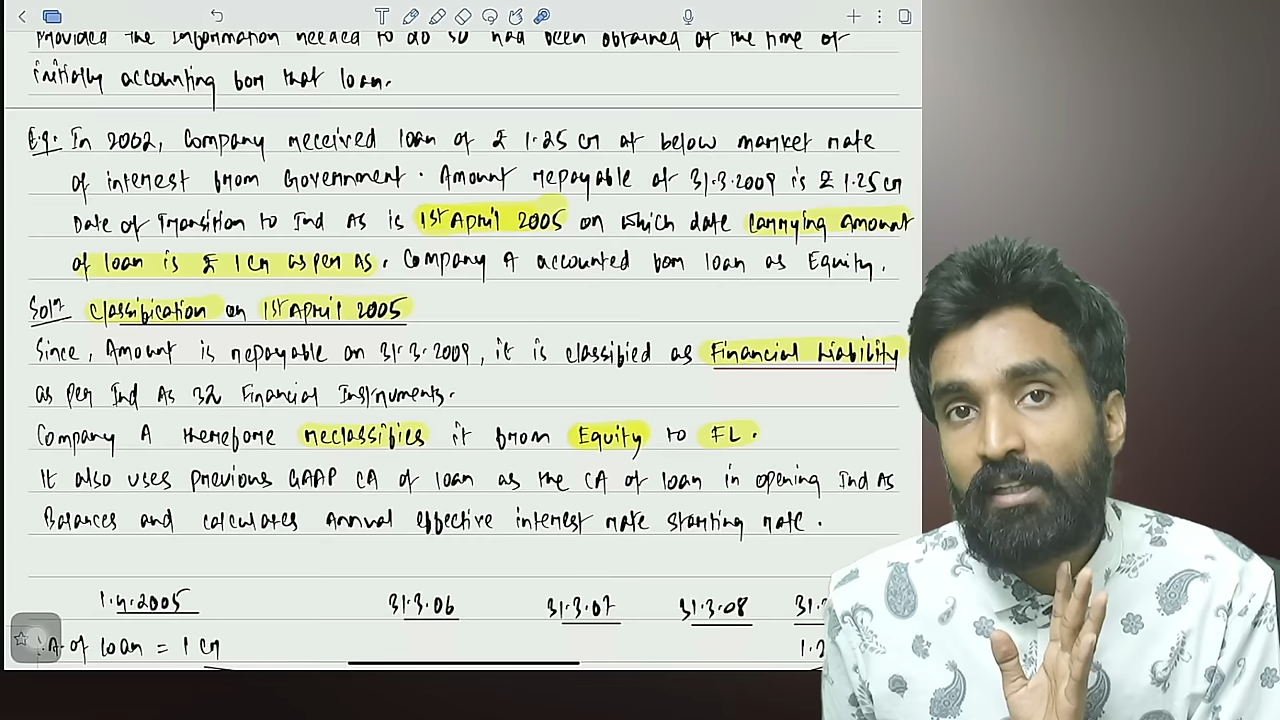 Provided the information needed to do so had been obtained at the time of
initially accounting for that loan.
E.g. In 2002, Company received loan of ₹ 1.25 cr at below market rate
of interest from Government. Amount repayable at 31.3.2009 is ₹ 1.25 cr
Date of Transition to Ind As is 1st April 2005 on which date Carrying Amount
of loan is ₹ 1 cr as per AS. Company A accounted for loan as Equity.
Solⁿ Classification on 1st April 2005
Since, Amount is repayable on 31.3.2009, it is classified as Financial Liability
as per Ind As 32 Financial Instruments.
Company A therefore reclassifies it from Equity to FL.
It also uses previous GAAP CA of loan as the CA of loan in opening Ind AS
Balances and calculates Annual effective interest rate starting rate.
1.4.2005 31.3.06 31.3.07 31.3.08 31.
.A. of loan = 1 cr 1.2